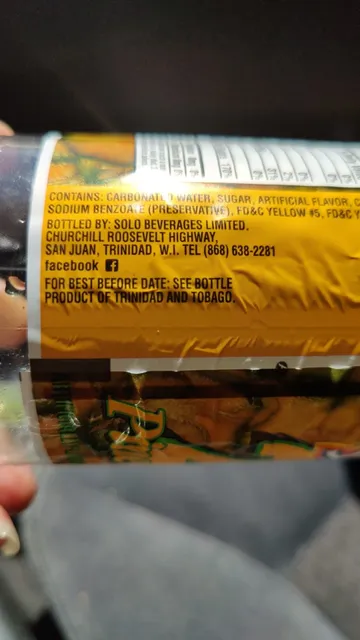 CONTAINS: CARBONATED WATER, SUGAR, ARTIFICIAL FLAVOR,
SODIUM BENZOATE (PRESERVATIVE), FD&C YELLOW #5, FD&C
BOTTLED BY: SOLO BEVERAGES LIMITED.
CHURCHILL ROOSEVELT HIGHWAY,
SAN JUAN, TRINIDAD, W.I. TEL (868) 638-2281
facebook
FOR BEST BEFORE DATE: SEE BOTTLE
PRODUCT OF TRINIDAD AND TOBAGO.